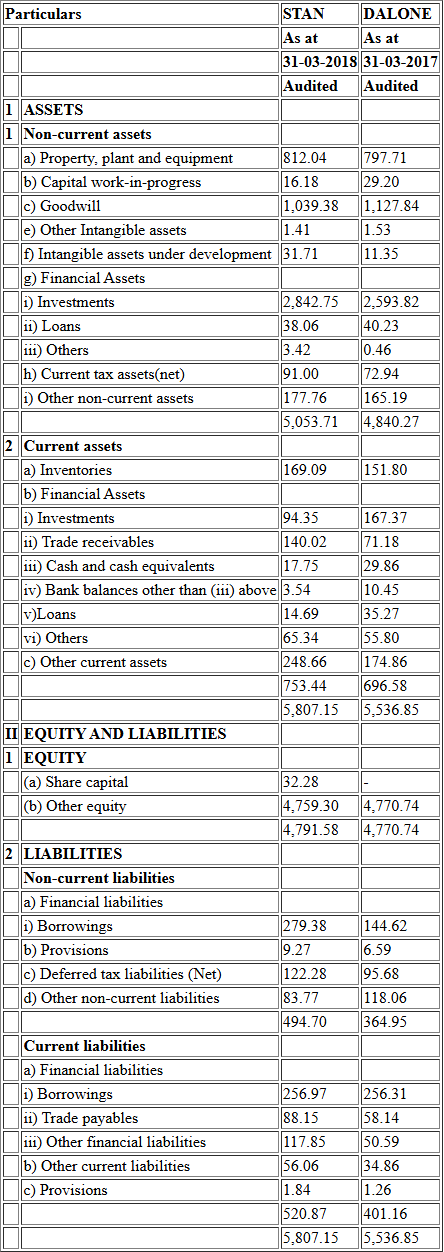 Particulars STAN DALONE
As at As at
31-03-2018 31-03-2017
Audited Audited
1 ASSETS
1 Non-current assets
a) Property, plant and equipment 812.04 797.71
b) Capital work-in-progress 16.18 29.20
c) Goodwill 1,039.38 1,127.84
e) Other Intangible assets 1.41 1.53
f) Intangible assets under development 31.71 11.35
g) Financial Assets
i) Investments 2,842.75 2,593.82
ii) Loans 38.06 40.23
iii) Others 3.42 0.46
h) Current tax assets(net) 91.00 72.94
i) Other non-current assets 177.76 165.19
5,053.71 4,840.27
2 Current assets
a) Inventories 169.09 151.80
b) Financial Assets
i) Investments 94.35 167.37
ii) Trade receivables 140.02 71.18
iii) Cash and cash equivalents 17.75 29.86
iv) Bank balances other than (iii) above 3.54 10.45
v)Loans 14.69 35.27
vi) Others 65.34 55.80
c) Other current assets 248.66 174.86
753.44 696.58
5,807.15 5,536.85
II EQUITY AND LIABILITIES
1 EQUITY
(a) Share capital 32.28 -
(b) Other equity 4,759.30 4,770.74
4,791.58 4,770.74
2 LIABILITIES
Non-current liabilities
a) Financial liabilities
i) Borrowings 279.38 144.62
b) Provisions 9.27 6.59
c) Deferred tax liabilities (Net) 122.28 95.68
d) Other non-current liabilities 83.77 118.06
494.70 364.95
Current liabilities
a) Financial liabilities
i) Borrowings 256.97 256.31
ii) Trade payables 88.15 58.14
iii) Other financial liabilities 117.85 50.59
b) Other current liabilities 56.06 34.86
c) Provisions 1.84 1.26
520.87 401.16
5,807.15 5,536.85